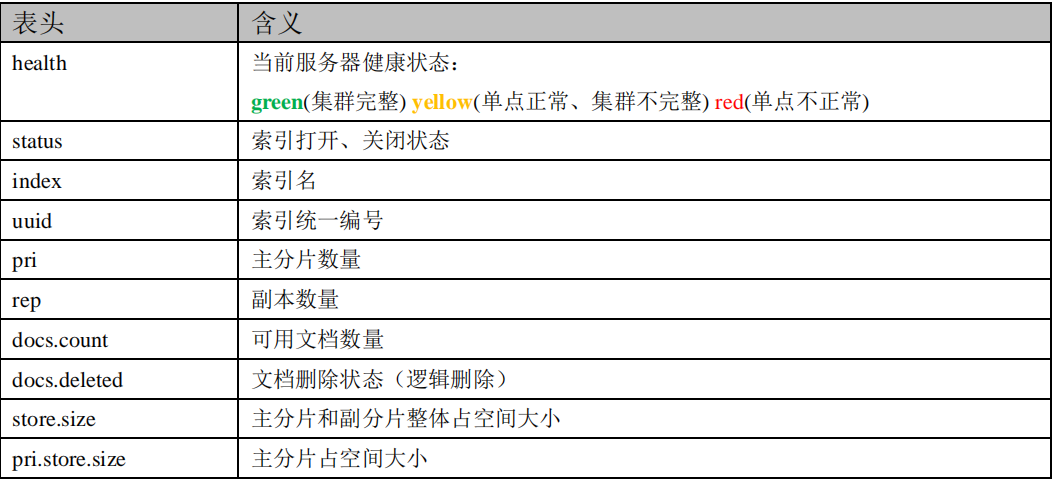 表头 含义
health 当前服务器健康状态：
green(集群完整) yellow(单点正常、集群不完整) red(单点不正常)
status 索引打开、关闭状态
index 索引名
uuid 索引统一编号
pri 主分片数量
rep 副本数量
docs.count 可用文档数量
docs.deleted 文档删除状态（逻辑删除）
store.size 主分片和副分片整体占空间大小
pri.store.size 主分片占空间大小